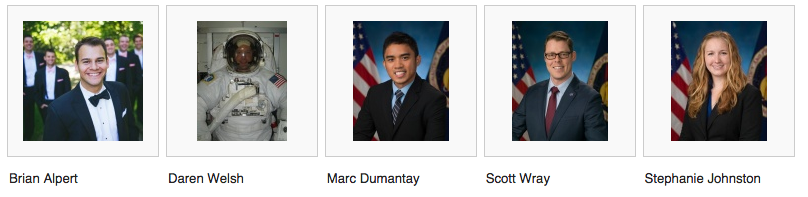 Brian Alpert
Daren Welsh
Marc Dumantay
Scott Wray
Stephanie Johnston